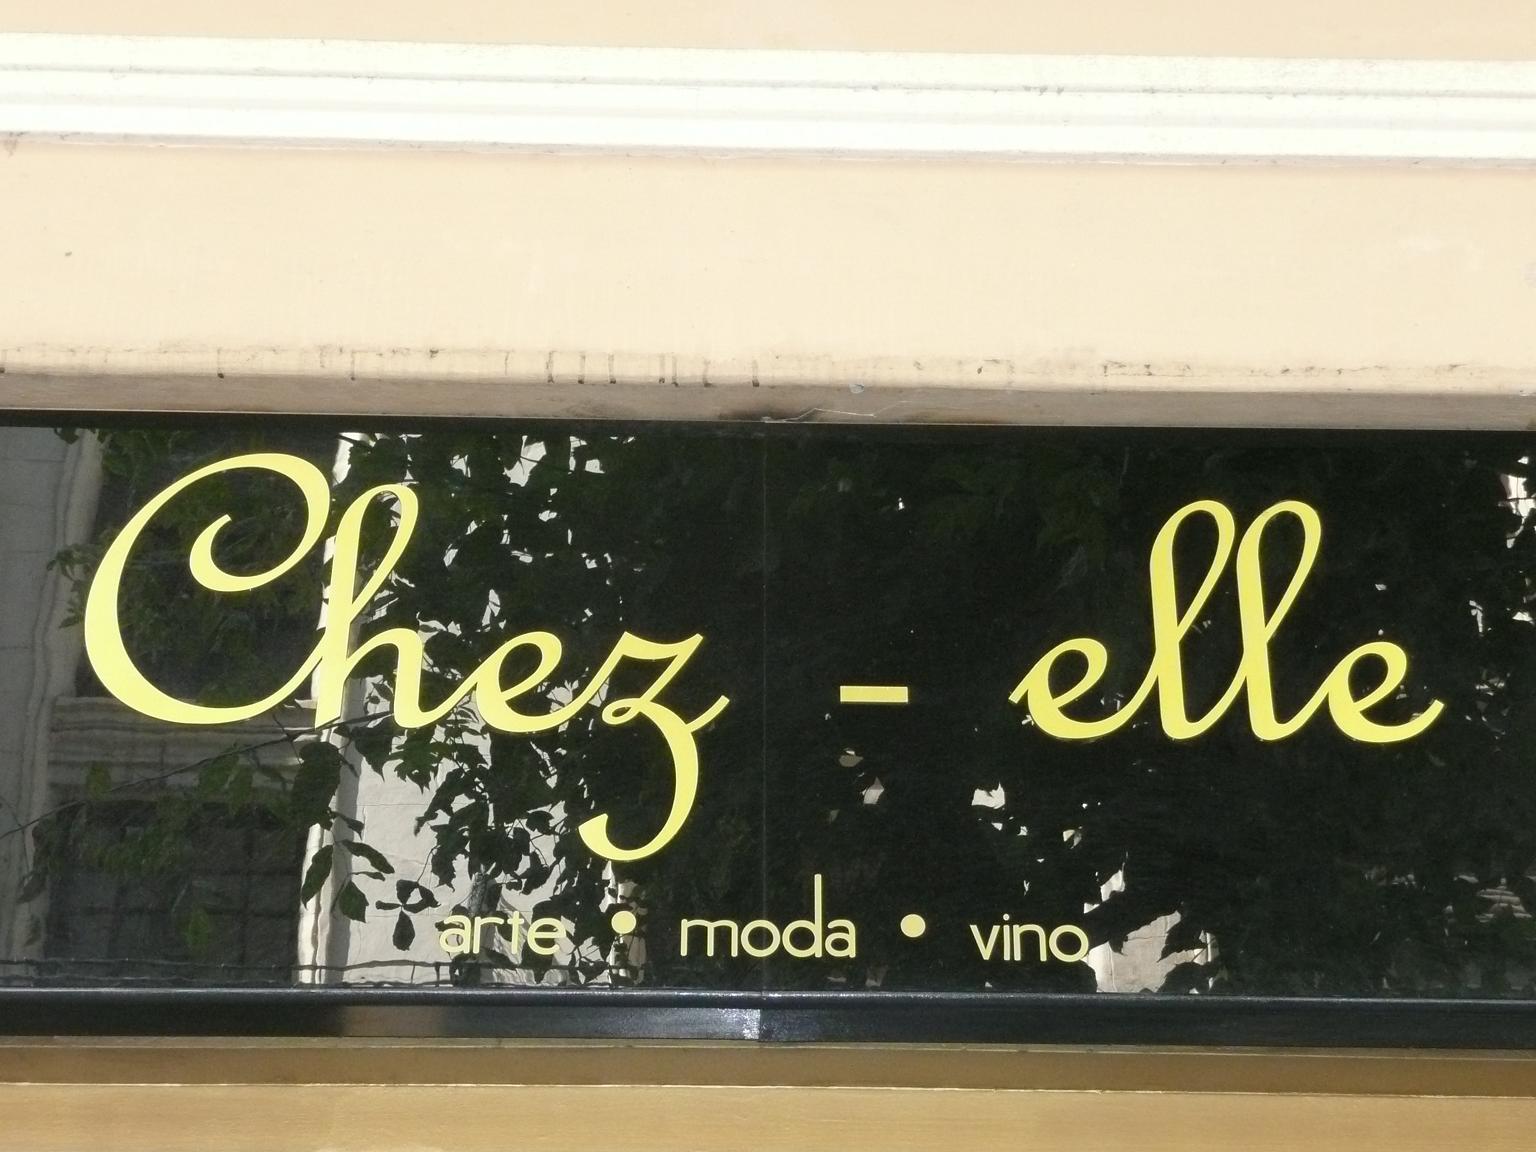 Chez - elle
arte • moda • vino